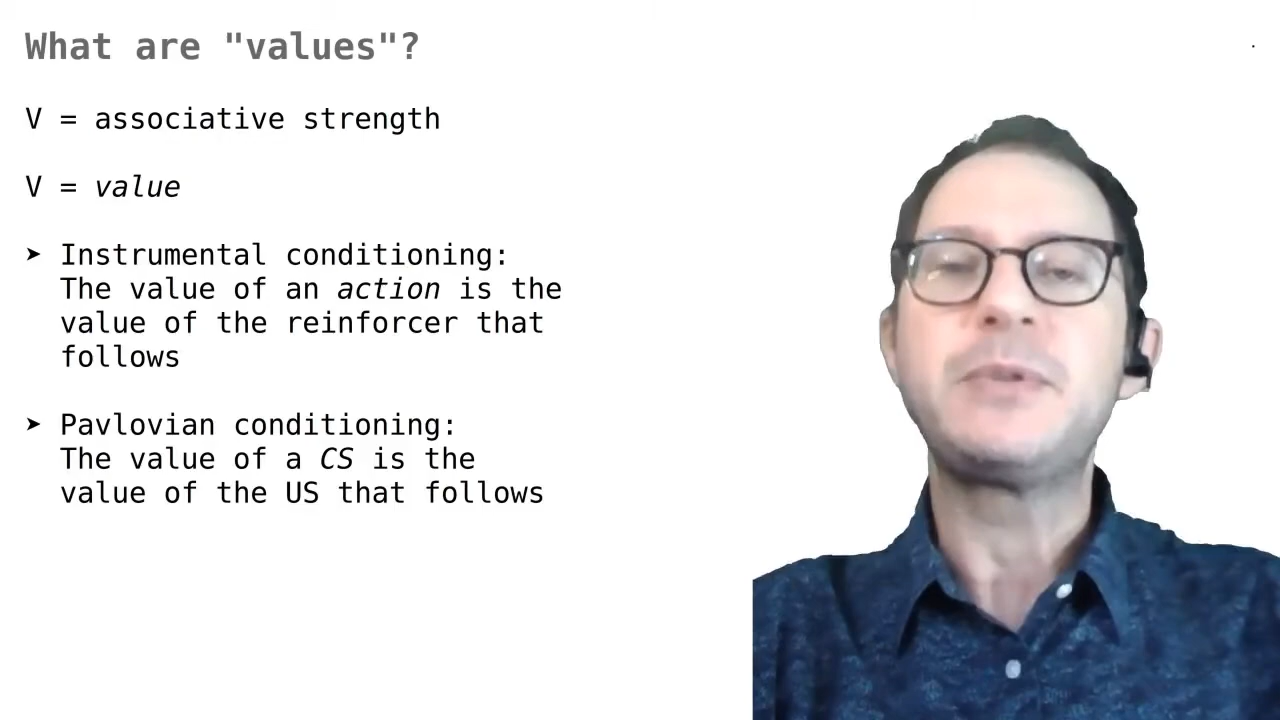 What are "values"?
V = associative strength
V = value
➤ Instrumental conditioning:
The value of an action is the
value of the reinforcer that
follows
➤ Pavlovian conditioning:
The value of a CS is the
value of the US that follows